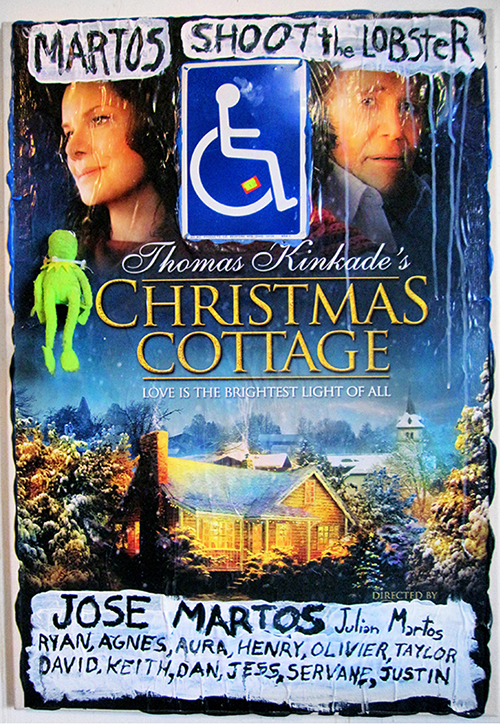 MARTOS SHOOT the LOBSTER
Thomas Kinkade's
CHRISTMAS
COTTAGE
LOVE IS THE BRIGHTEST LIGHT OF ALL
DIRECTED BY
JOSE MARTOS Julian Martos
RYAN, AGNES, AURA, HENRY, OLIVIER, TAYLOR
DAVID, KEITH, DAN, JESS, SERVANE, JUSTIN